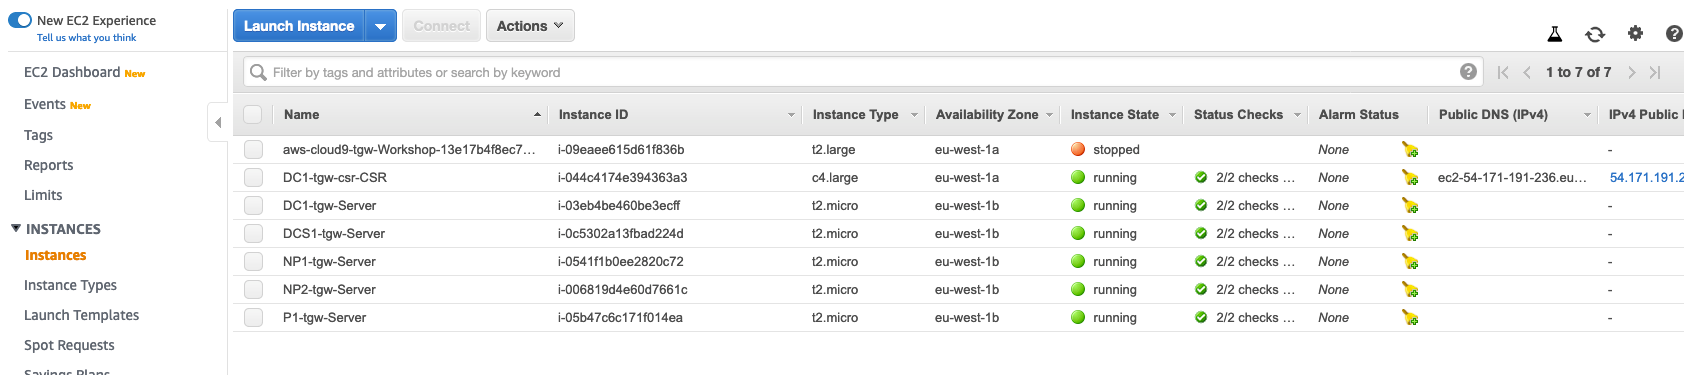 New EC2 Experience
Tell us what you think
EC2 Dashboard New
Events New
Tags
Reports
Limits
INSTANCES
Instances
Instance Types
Launch Templates
Spot Requests
Savings Plans
Launch Instance Connect Actions
Filter by tags and attributes or search by keyword 1 to 7 of 7
Name Instance ID Instance Type Availability Zone Instance State Status Checks Alarm Status Public DNS (IPv4) IPv4 Public
aws-cloud9-tgw-Workshop-13e17b4f8ec7... i-09eaee615d61f836b t2.large eu-west-1a stopped None -
DC1-tgw-csr-CSR i-044c4174e394363a3 c4.large eu-west-1a running 2/2 checks ... None ec2-54-171-191-236.eu... 54.171.191.2
DC1-tgw-Server i-03eb4be460be3ecff t2.micro eu-west-1b running 2/2 checks ... None -
DCS1-tgw-Server i-0c5302a13fbad224d t2.micro eu-west-1b running 2/2 checks ... None -
NP1-tgw-Server i-0541f1b0ee2820c72 t2.micro eu-west-1b running 2/2 checks ... None -
NP2-tgw-Server i-006819d4e60d7661c t2.micro eu-west-1b running 2/2 checks ... None -
P1-tgw-Server i-05b47c6c171f014ea t2.micro eu-west-1b running 2/2 checks ... None -